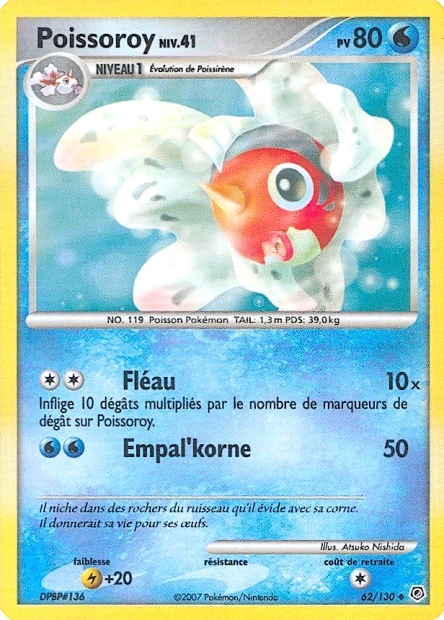 Poissoroy NIV.41 PV 80
NIVEAU 1 Évolution de Poissirène
NO. 119 Poisson Pokémon TAIL: 1,3 m PDS: 39,0 kg
Fléau 10x
Inflige 10 dégâts multipliés par le nombre de marqueurs de
dégât sur Poissoroy.
Empal'korne 50
Il niche dans des rochers du ruisseau qu'il évide avec sa corne.
Il donnerait sa vie pour ses œufs.
Illus. Atsuko Nishida
faiblesse résistance coût de retraite
+20
DPBP#136 ©2007 Pokémon/Nintendo 62/130